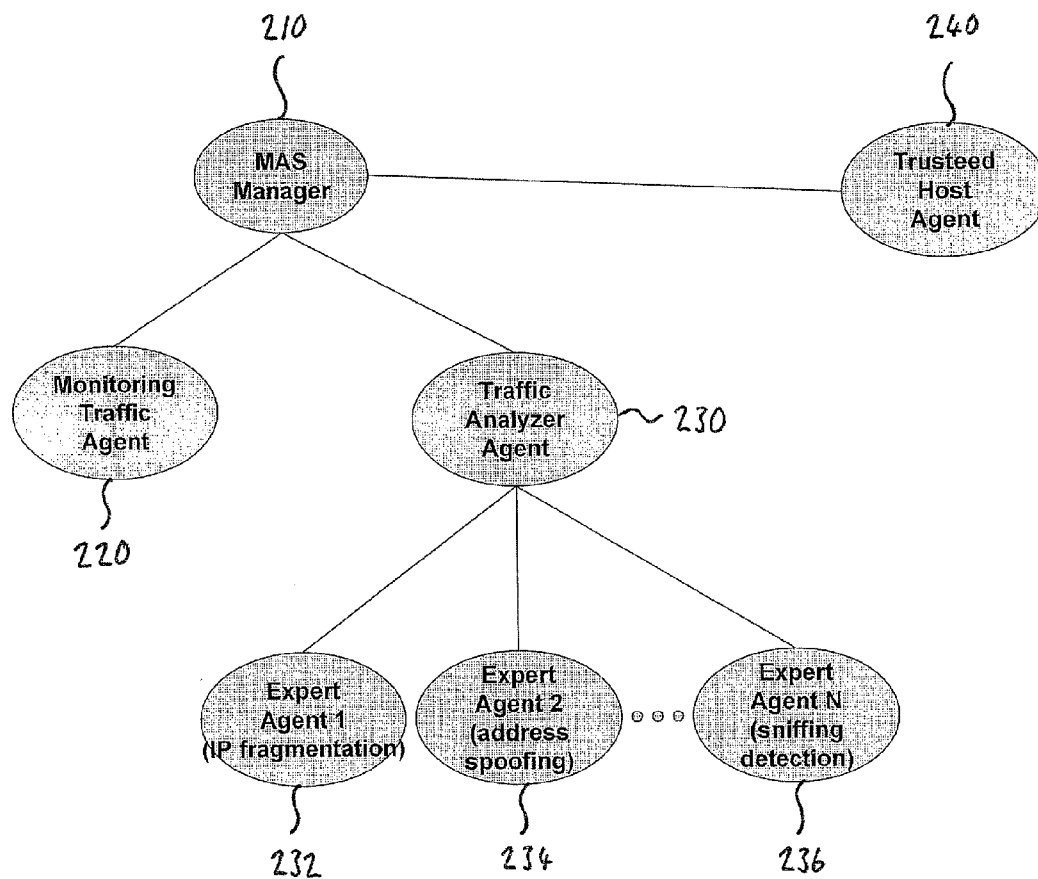 210
240
MAS
Manager
Trusteed
Host
Agent
Monitoring
Traffic
Agent
Traffic
Analyzer
Agent
230
220
Expert
Agent 1
(IP fragmentation)
Expert
Agent 2
(address
spoofing)
Expert
Agent N
(sniffing
detection)
232
234
236